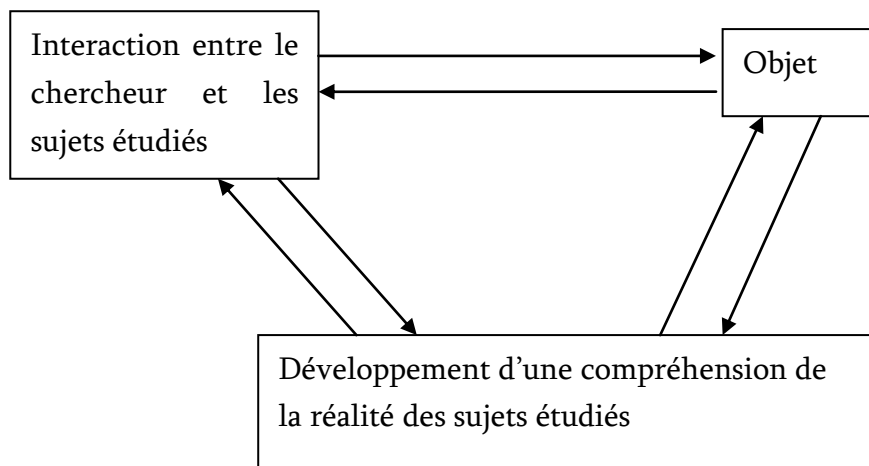 Interaction entre le
chercheur et les
sujets étudiés
Objet
Développement d’une compréhension de
la réalité des sujets étudiés